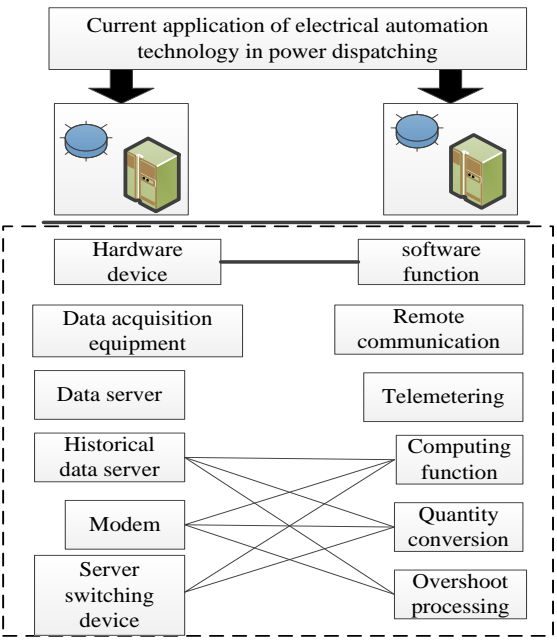 Current application of electrical automation
technology in power dispatching
Hardware
device
software
function
Data acquisition
equipment
Remote
communication
Data server
Telemetering
Historical
data server
Computing
function
Modem
Quantity
conversion
Server
switching
device
Overshoot
processing